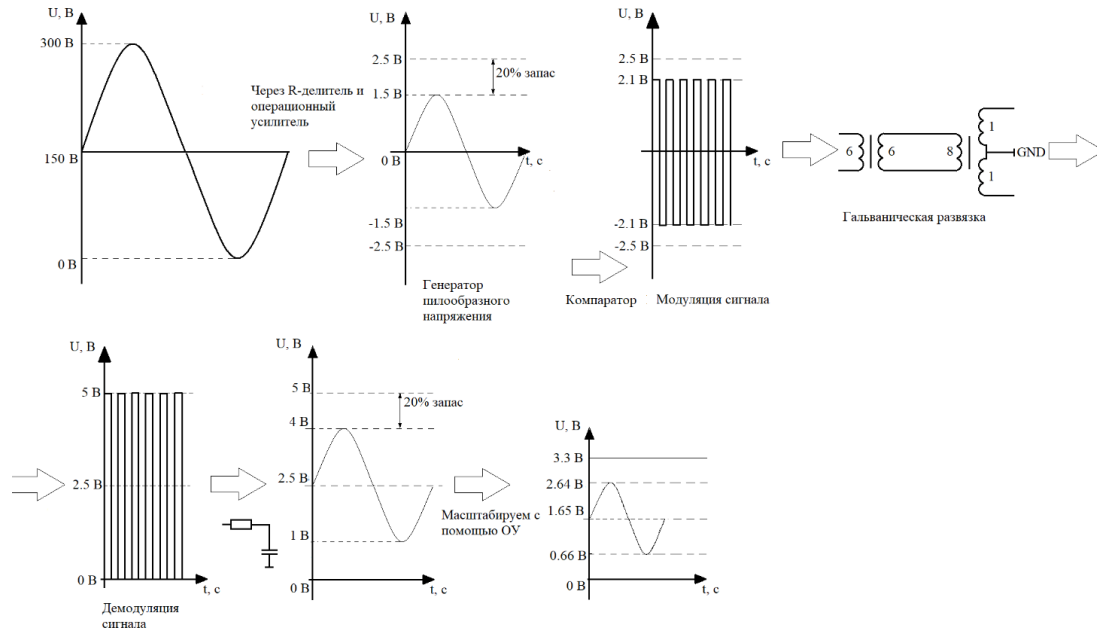 U, В
300 В
150 В
0 В
t, с
Через R-делитель и
операционный
усилитель
U, В
2.5 В
20% запас
1.5 В
0 В
t, с
-1.5 В
-2.5 В
Генератор
пилообразного
напряжения
Компаратор
U, В
2.5 В
2.1 В
t, с
-2.1 В
-2.5 В
Модуляция сигнала
6
6
8
1
GND
1
Гальваническая развязка
U, В
5 В
2.5 В
0 В
t, с
Демодуляция
сигнала
U, В
5 В
20% запас
4 В
2.5 В
1 В
0 В
t, с
Масштабируем с
помощью ОУ
U, В
3.3 В
2.64 В
1.65 В
0.66 В
0 В
t, с